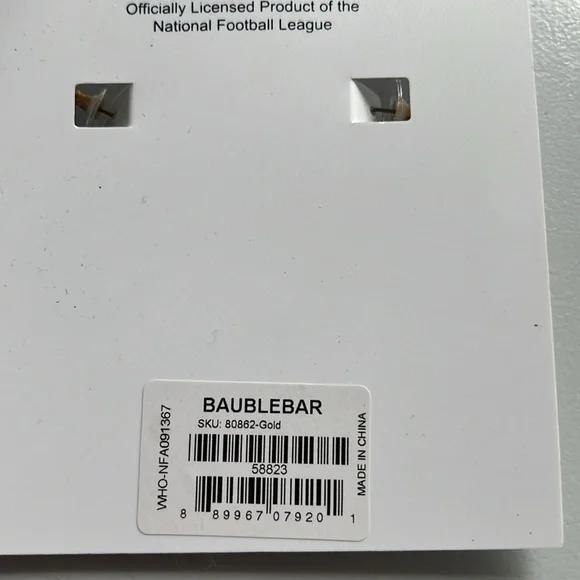 Officially Licensed Product of the
National Football League
WHO-NFA091367
BAUBLEBAR
SKU: 80862-Gold
58823
8 89967 07920 1
MADE IN CHINA